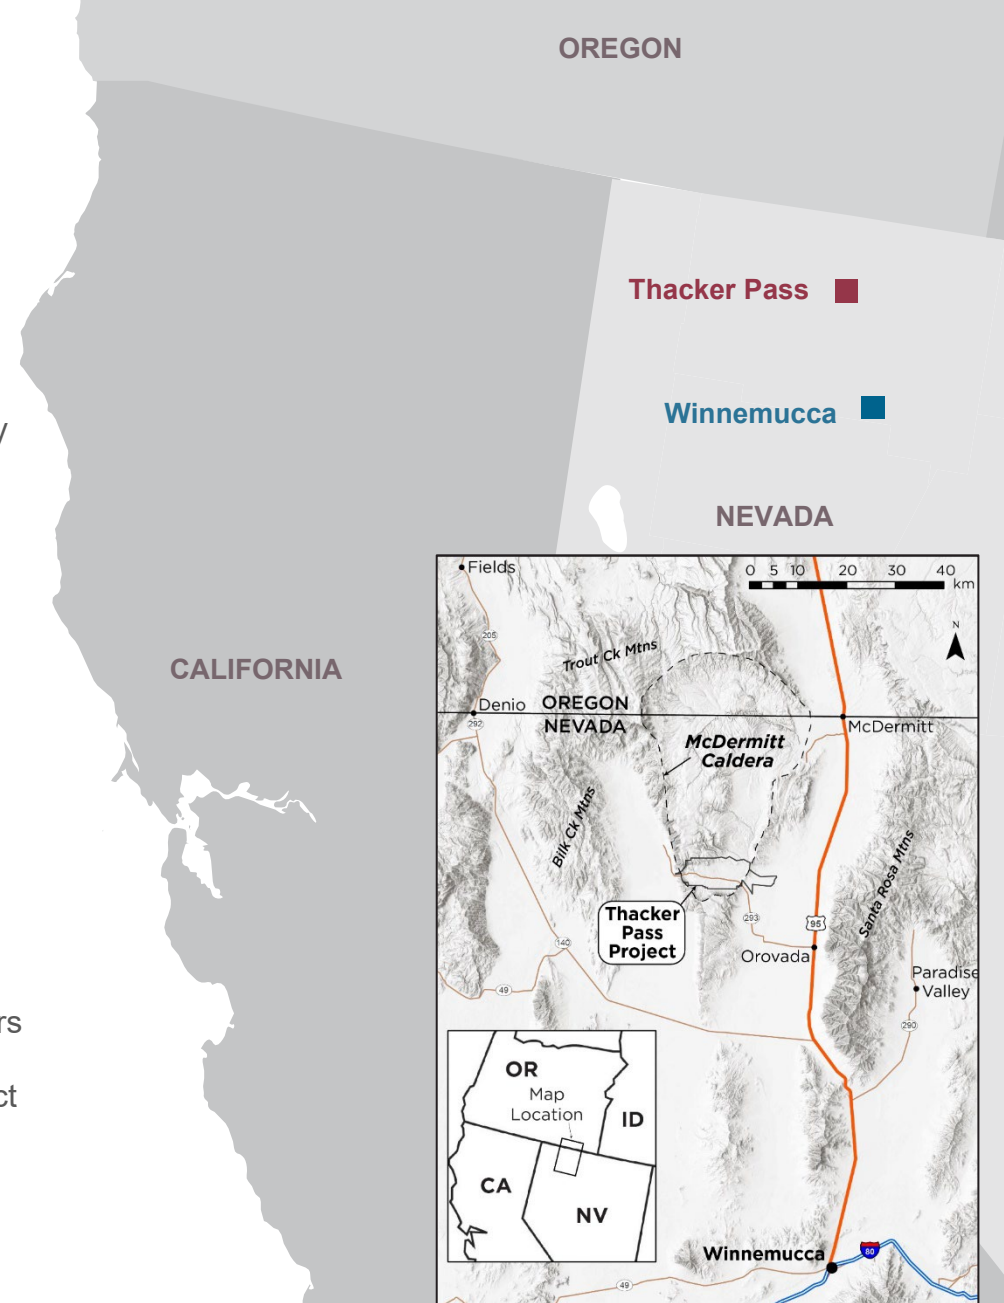 OREGON
Thacker Pass
Winnemucca
y
NEVADA
CALIFORNIA
rs
ct
Fields
0 5 10 20 30 40
km
N
205
Trout Ck Mtns
Denio
292
OREGON
NEVADA
McDermitt
McDermitt
Caldera
Bilk Ck Mtns
Santa Rosa Mtns
Thacker
Pass
Project
293
95
140
Orovada
Paradise
Valley
49
290
OR
Map
Location
ID
CA
NV
Winnemucca
80
49